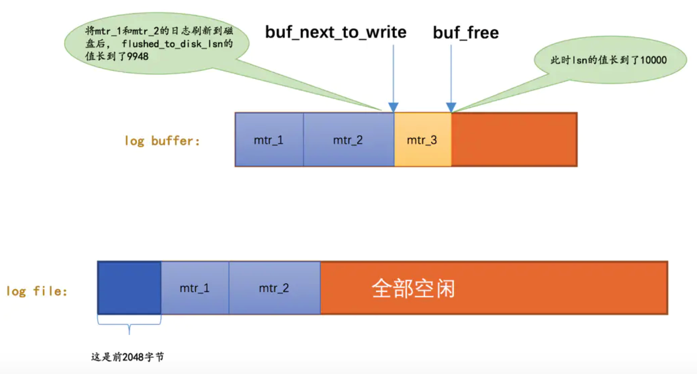 将mtr_1和mtr_2的日志刷新到磁
盘后， flushed_to_disk_lsn的
值长到了9948
buf_next_to_write
buf_free
此时lsn的值长到了10000
log buffer:
mtr_1
mtr_2
mtr_3
log file:
mtr_1
mtr_2
全部空闲
这是前2048字节